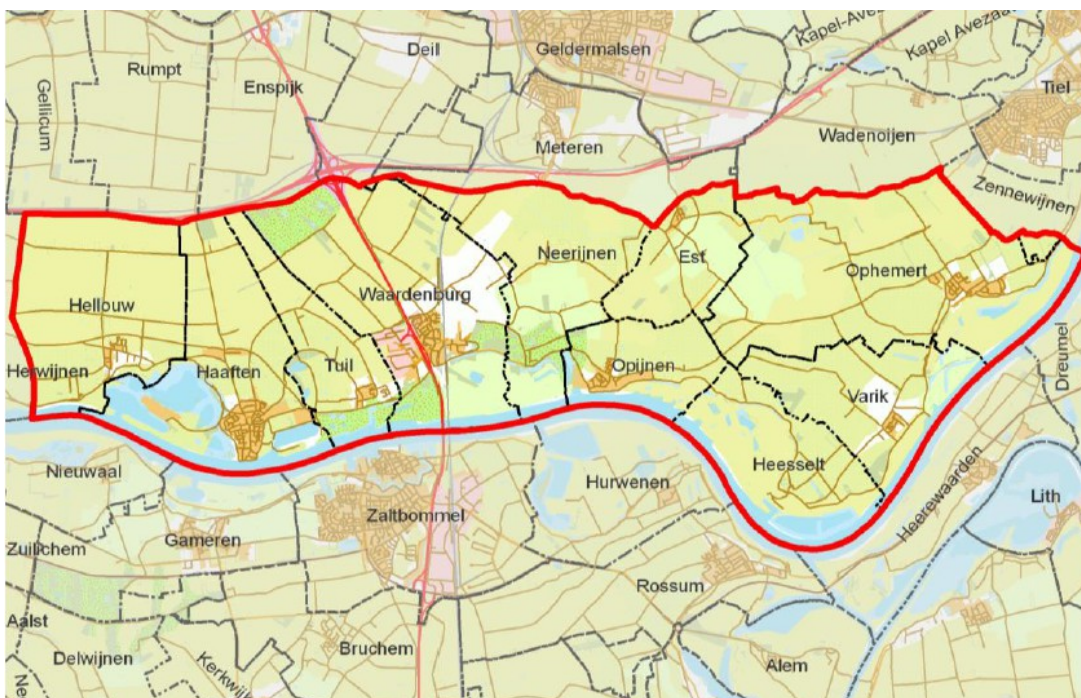 Kapel-Avez
Kapel Avezaa
Deil
Geldermalsen
Rumpt
Enspijk
Gellicum
Tiel
Wadenoijen
Meteren
Zennewijnen
Neerijnen
Est
Ophemert
Hellouw
Waardenburg
Dreumel
Herwijnen
Haaften
Tuil
Opijnen
Varik
Heesselt
Nieuwaal
Hurwenen
Heerewaarden
Lith
Zaltbommel
Zuilichem
Gameren
Rossum
Aalst
Bruchem
Delwijnen
Kerkwijk
Alem
Ne